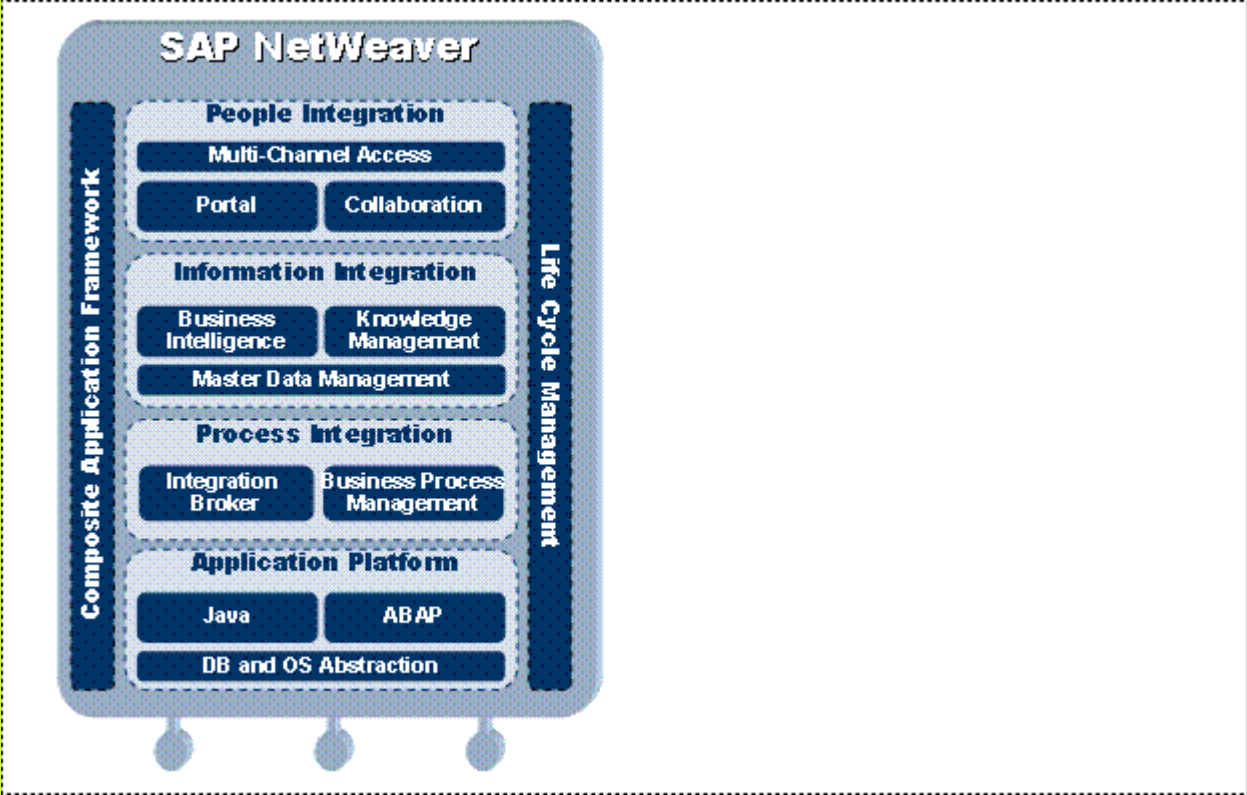 SAP NetWeaver
People Integration
Multi-Channel Access
Portal
Collaboration
Information Integration
Business
Intelligence
Knowledge
Management
Master Data Management
Process Integration
Integration
Broker
Business Process
Management
Application Platform
Java
ABAP
DB and OS Abstraction
Composite Application Framework
Life Cycle Management